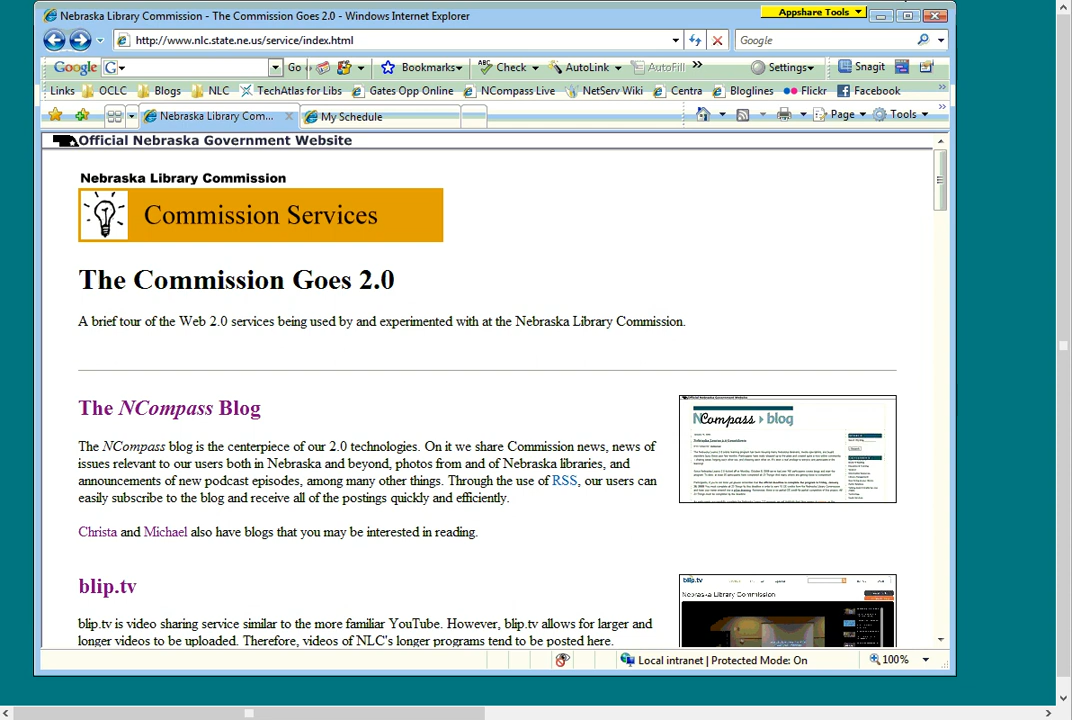 Nebraska Library Commission - The Commission Goes 2.0 - Windows Internet Explorer
Appshare Tools
http://www.nlc.state.ne.us/service/index.html
Google
Google G Go Bookmarks Check AutoLink AutoFill Settings Snagit
Links OCLC Blogs NLC TechAtlas for Libs Gates Opp Online NCompass Live NetServ Wiki Centra Bloglines Flickr Facebook
Nebraska Library Com... My Schedule Page Tools
Official Nebraska Government Website
Nebraska Library Commission
Commission Services
The Commission Goes 2.0
A brief tour of the Web 2.0 services being used by and experimented with at the Nebraska Library Commission.
The NCompass Blog
NCompass blog
The NCompass blog is the centerpiece of our 2.0 technologies. On it we share Commission news, news of
issues relevant to our users both in Nebraska and beyond, photos from and of Nebraska libraries, and
announcements of new podcast episodes, among many other things. Through the use of RSS, our users can
easily subscribe to the blog and receive all of the postings quickly and efficiently.
Christa and Michael also have blogs that you may be interested in reading.
blip.tv
blip.tv
Nebraska Library Commission
blip.tv is video sharing service similar to the more familiar YouTube. However, blip.tv allows for larger and
longer videos to be uploaded. Therefore, videos of NLC's longer programs tend to be posted here.
Local intranet | Protected Mode: On
100%